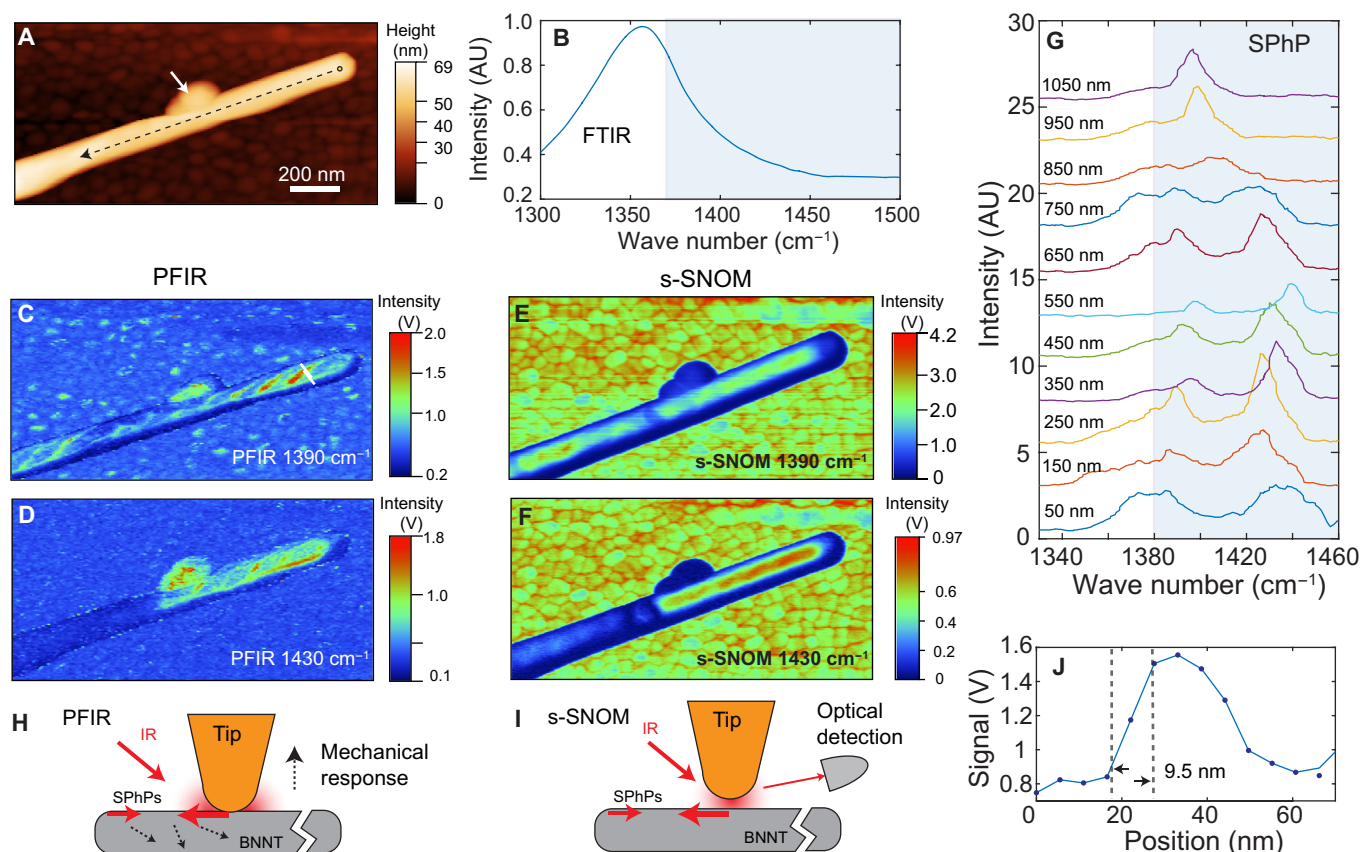 A
Height
(nm)
69
50
40
30
0
200 nm
B
Intensity (AU)
1.0
0.8
0.6
0.4
0.2
FTIR
1300
1350
1400
1450
1500
Wave number (cm⁻¹)
PFIR
C
PFIR 1390 cm⁻¹
Intensity
(V)
2.0
1.5
1.0
0.2
D
PFIR 1430 cm⁻¹
Intensity
(V)
1.8
1.0
0.1
s-SNOM
E
s-SNOM 1390 cm⁻¹
Intensity
(V)
4.2
3.0
2.0
1.0
0
F
s-SNOM 1430 cm⁻¹
Intensity
(V)
0.97
0.6
0.4
0.2
0
G
SPhP
Intensity (AU)
30
25
20
15
10
5
0
1050 nm
950 nm
850 nm
750 nm
650 nm
550 nm
450 nm
350 nm
250 nm
150 nm
50 nm
1340
1380
1420
1460
Wave number (cm⁻¹)
H
PFIR
IR
Tip
Mechanical
response
SPhPs
BNNT
I
s-SNOM
IR
Tip
Optical
detection
SPhPs
BNNT
J
Signal (V)
1.6
1.4
1.2
1
0.8
9.5 nm
0
20
40
60
Position (nm)